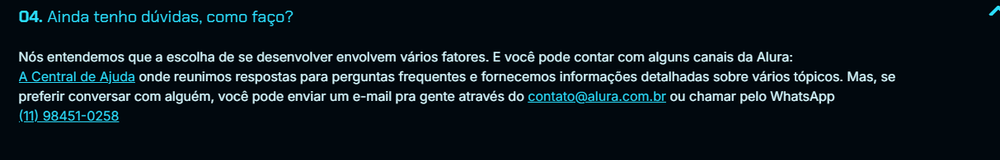 04. Ainda tenho dúvidas, como faço?
Nós entendemos que a escolha de se desenvolver envolvem vários fatores. E você pode contar com alguns canais da Alura:
A Central de Ajuda onde reunimos respostas para perguntas frequentes e fornecemos informações detalhadas sobre vários tópicos. Mas, se
preferir conversar com alguém, você pode enviar um e-mail pra gente através do contato@alura.com.br ou chamar pelo WhatsApp
(11) 98451-0258